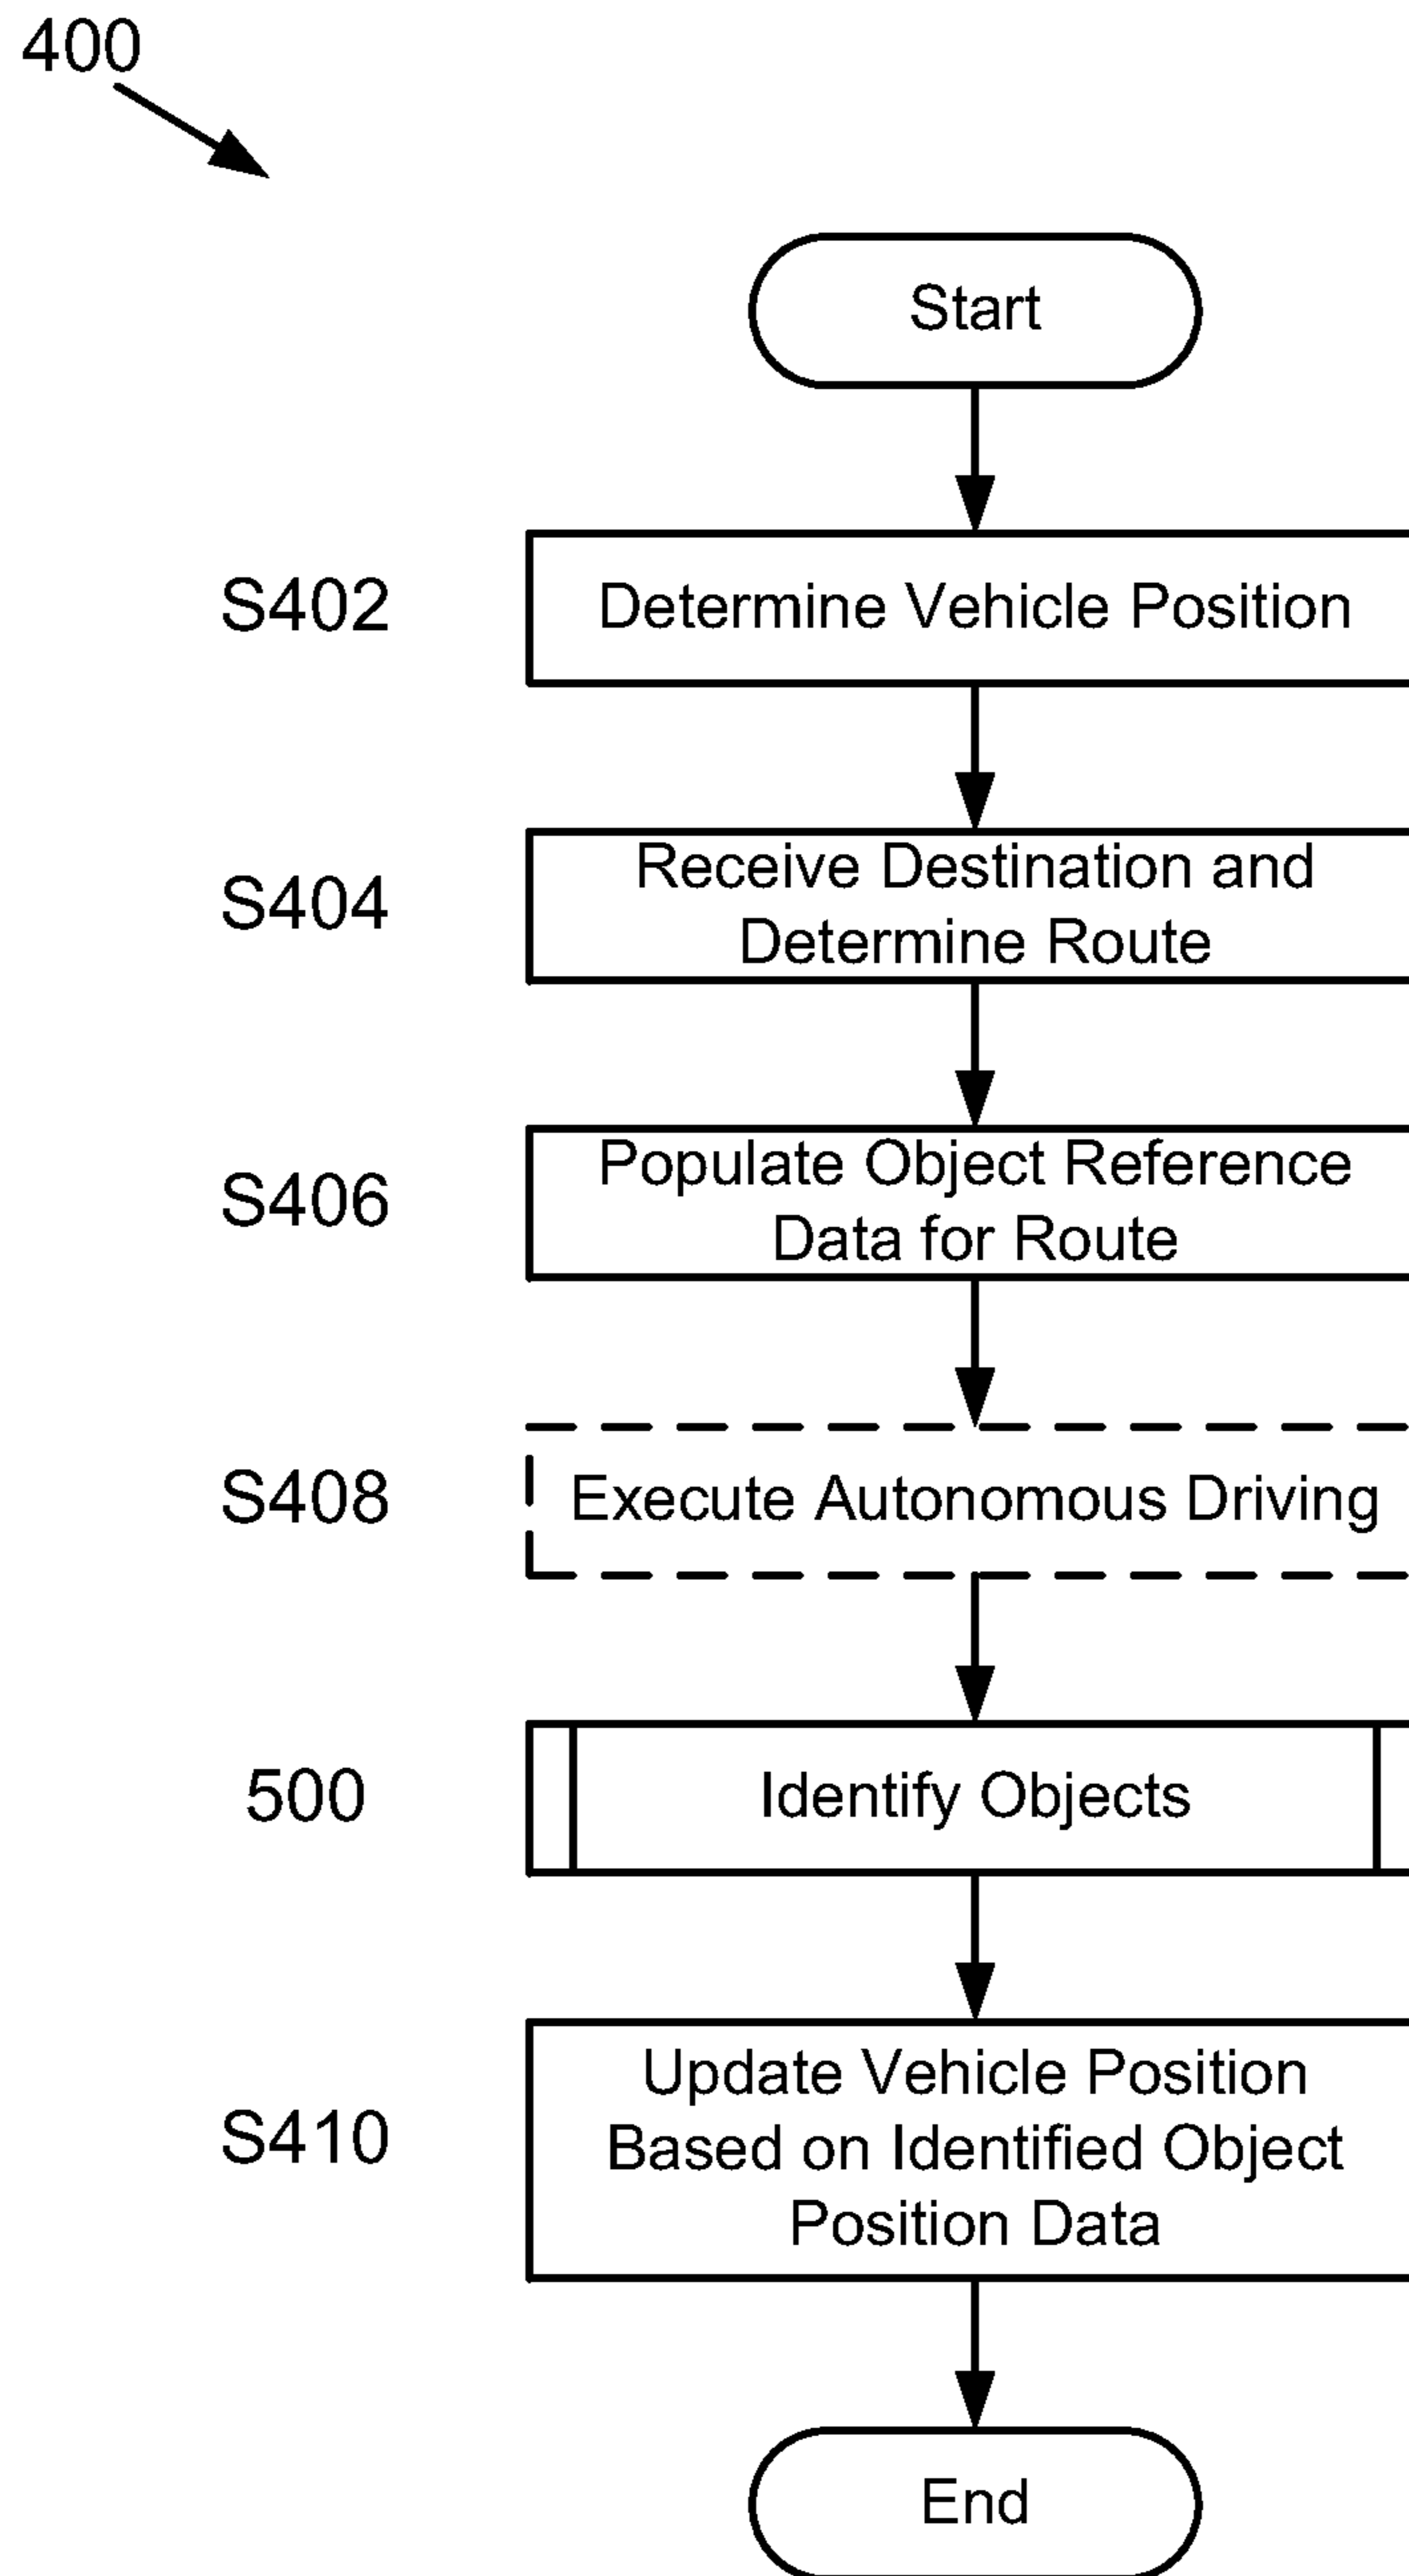 400
Start
S402
Determine Vehicle Position
S404
Receive Destination and
Determine Route
S406
Populate Object Reference
Data for Route
S408
Execute Autonomous Driving
500
Identify Objects
S410
Update Vehicle Position
Based on Identified Object
Position Data
End